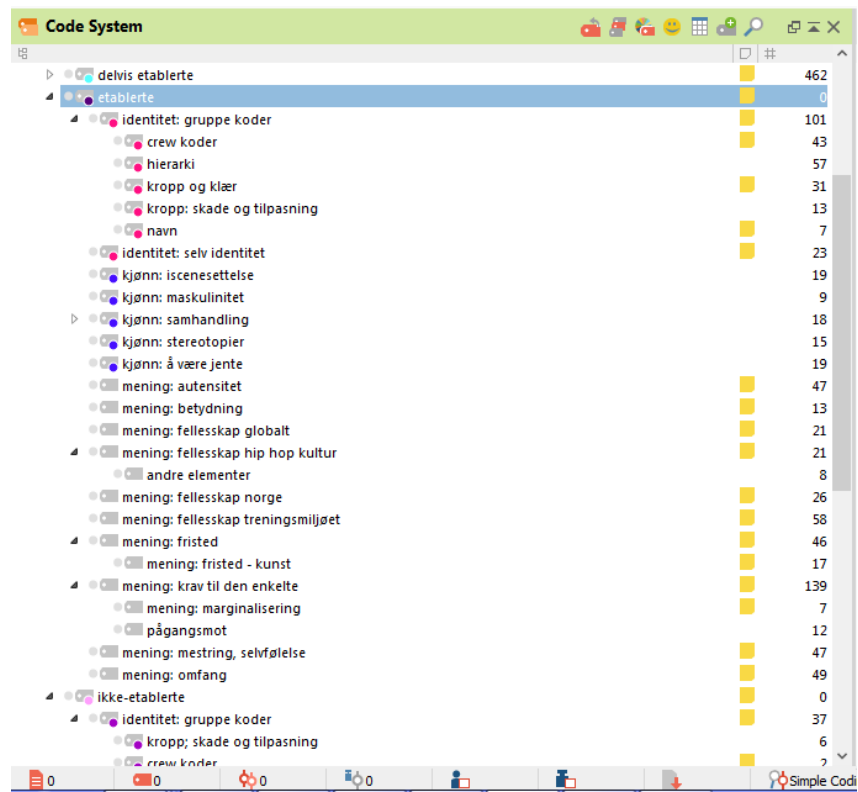 Code System
#
delvis etablerte 462
etablerte 0
identitet: gruppe koder 101
crew koder 43
hierarki 57
kropp og klær 31
kropp: skade og tilpasning 13
navn 7
identitet: selv identitet 23
kjønn: iscenesettelse 19
kjønn: maskulinitet 9
kjønn: samhandling 18
kjønn: stereotopier 15
kjønn: å være jente 19
mening: autensitet 47
mening: betydning 13
mening: fellesskap globalt 21
mening: fellesskap hip hop kultur 21
andre elementer 8
mening: fellesskap norge 26
mening: fellesskap treningsmiljøet 58
mening: fristed 46
mening: fristed - kunst 17
mening: krav til den enkelte 139
mening: marginalisering 7
pågangsmot 12
mening: mestring, selvfølelse 47
mening: omfang 49
ikke-etablerte 0
identitet: gruppe koder 37
kropp; skade og tilpasning 6
crew koder 2
0 0 0 0 Simple Codi